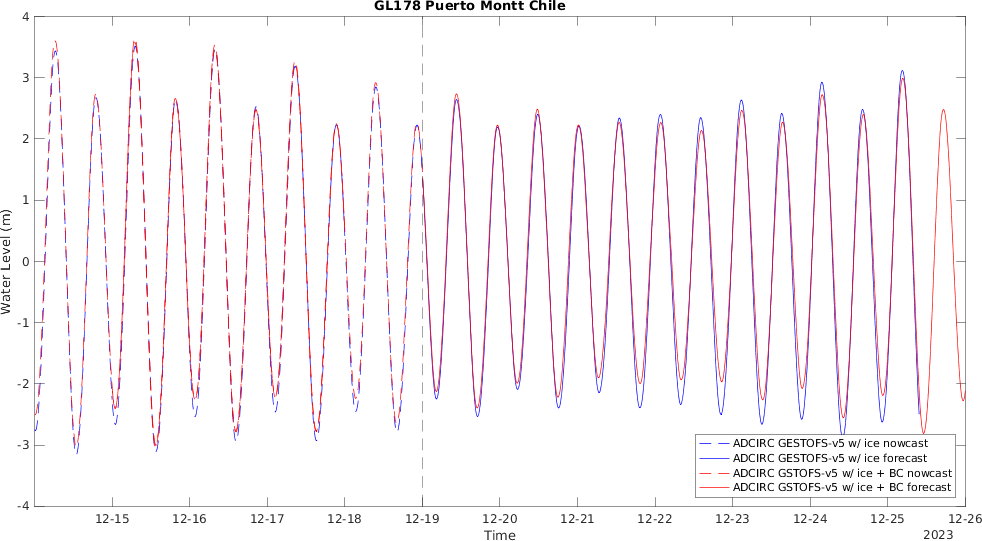 GL178 Puerto Montt Chile
4
3
2
1
0
-1
-2
-3
-4
Water Level (m)
ADCIRC GESTOFS-v5 w/ ice nowcast
ADCIRC GESTOFS-v5 w/ ice forecast
ADCIRC GSTOFS-v5 w/ ice + BC nowcast
ADCIRC GSTOFS-v5 w/ ice + BC forecast
12-15 12-16 12-17 12-18 12-19 12-20 12-21 12-22 12-23 12-24 12-25 12-26
Time
2023